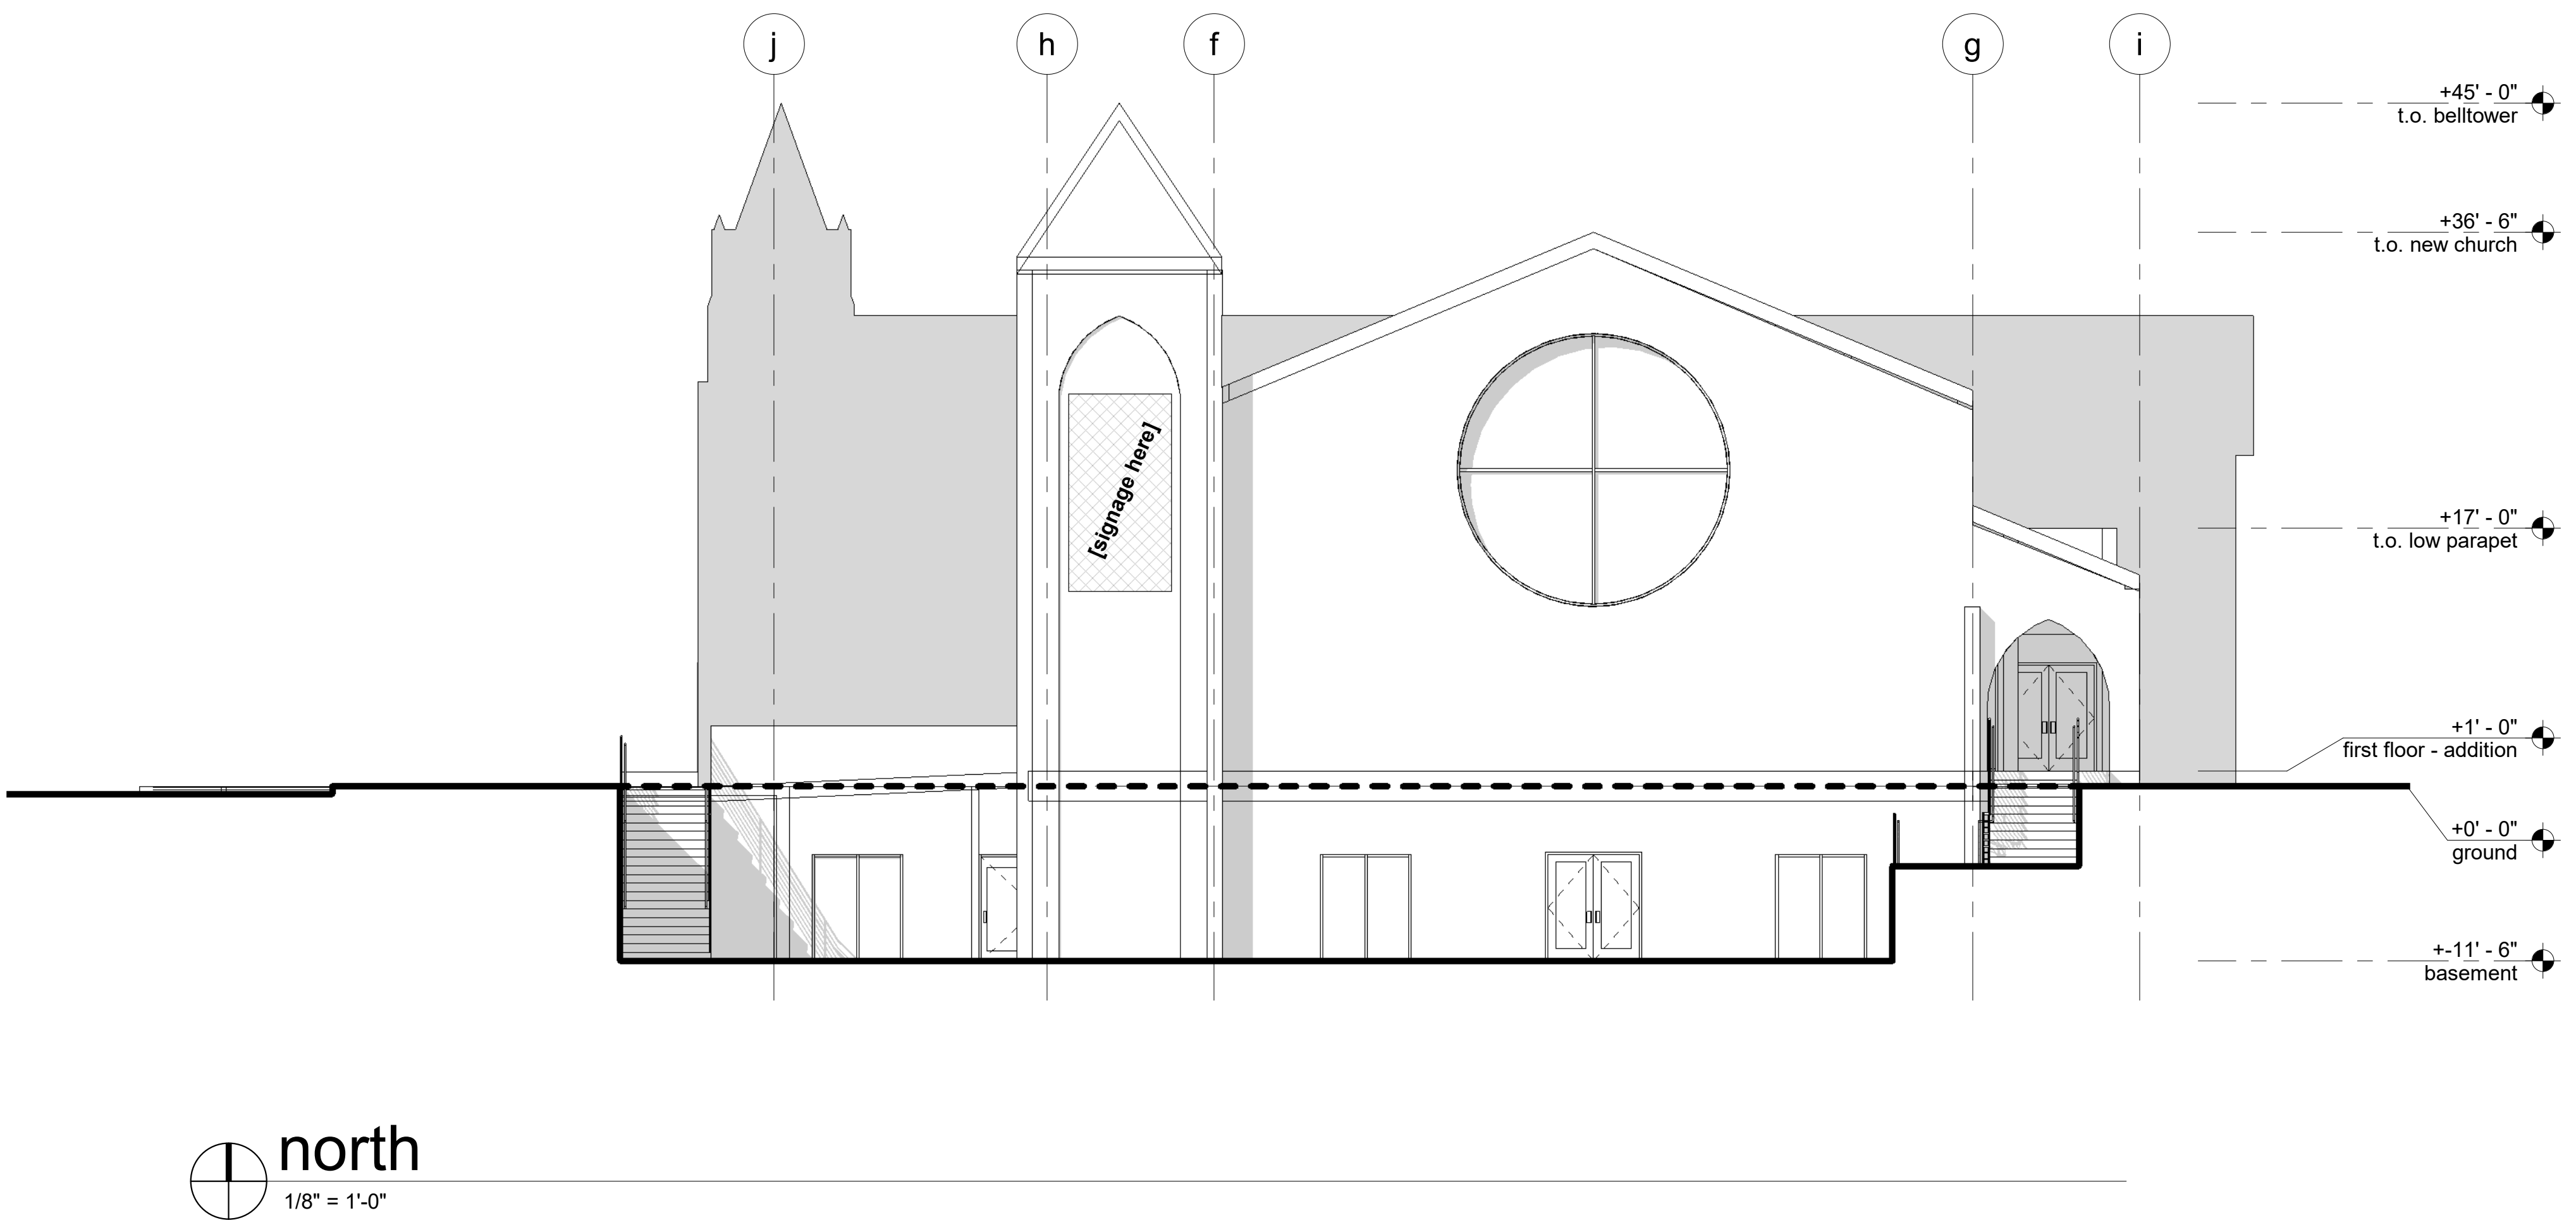 j
h
f
g
i
+45' - 0"
t.o. belltower
+36' - 6"
t.o. new church
[signage here]
+17' - 0"
t.o. low parapet
+1' - 0"
first floor - addition
+0' - 0"
ground
+-11' - 6"
basement
north
1/8" = 1'-0"